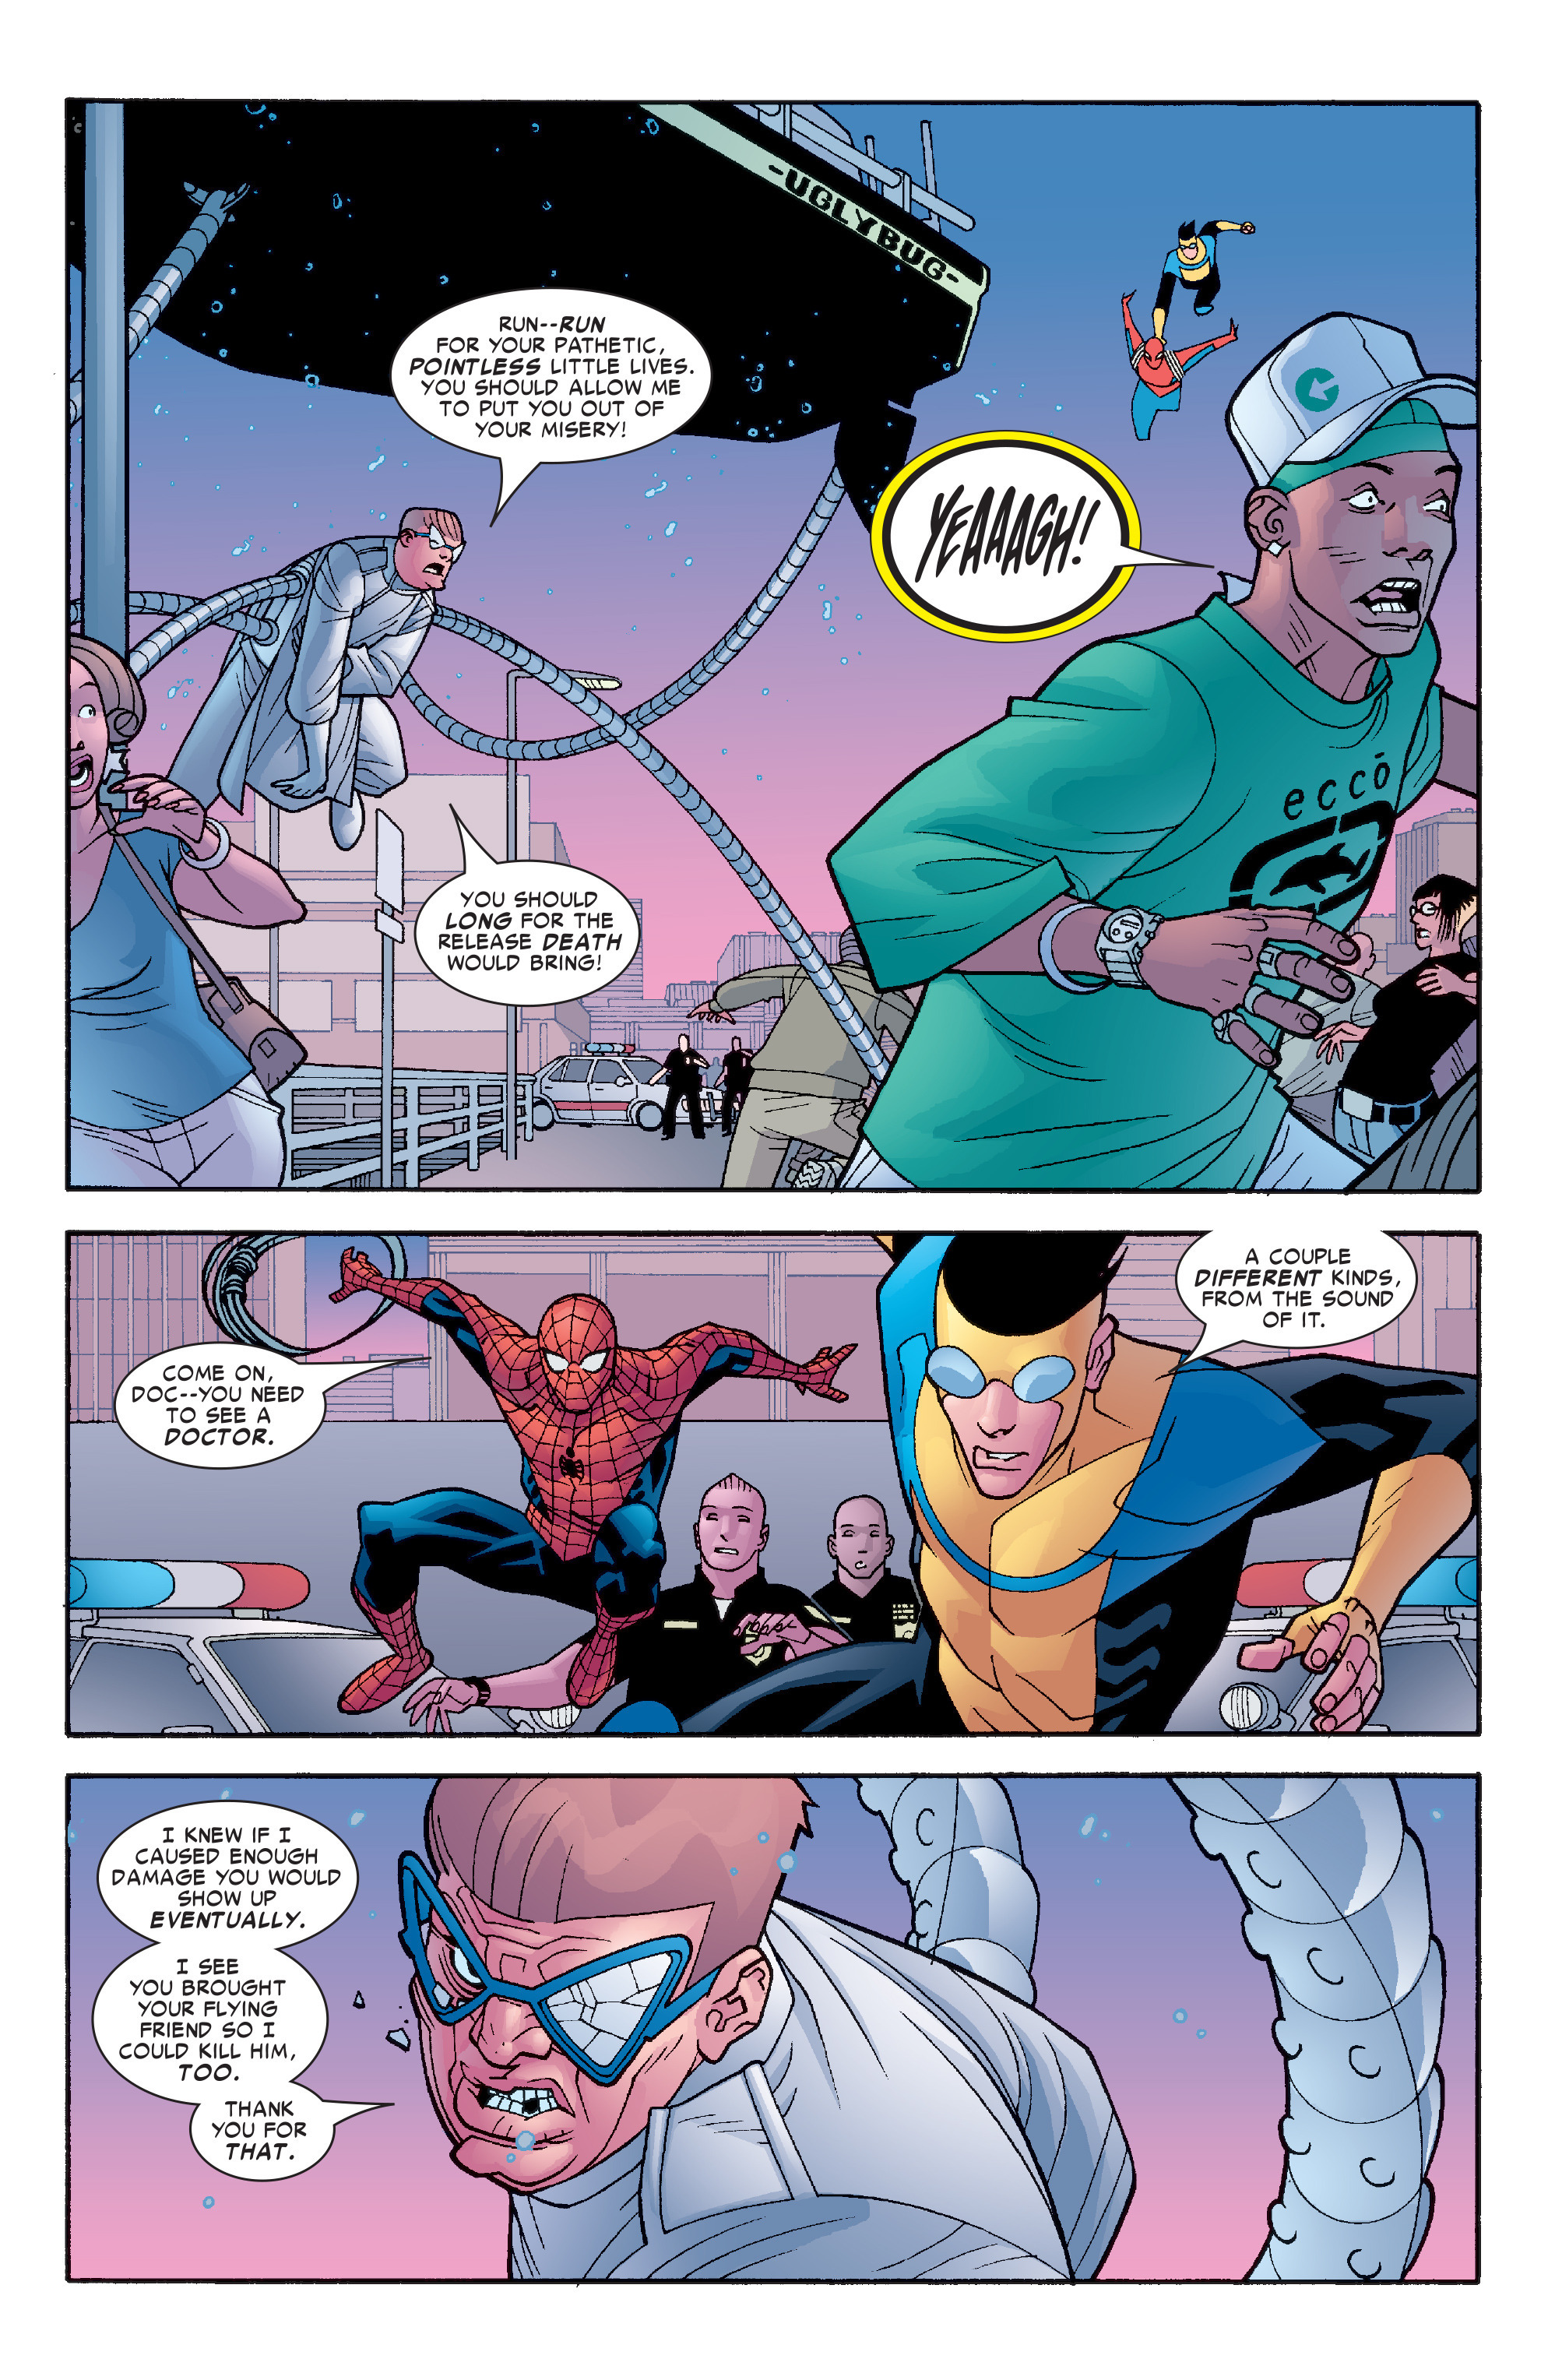 -UGLYBUG-
RUN--RUN
FOR YOUR PATHETIC,
POINTLESS LITTLE LIVES.
YOU SHOULD ALLOW ME
TO PUT YOU OUT OF
YOUR MISERY!
YEAAAGH!
eccō
YOU SHOULD
LONG FOR THE
RELEASE DEATH
WOULD BRING!
COME ON,
DOC--YOU NEED
TO SEE A
DOCTOR.
A COUPLE
DIFFERENT KINDS,
FROM THE SOUND
OF IT.
I KNEW IF I
CAUSED ENOUGH
DAMAGE YOU WOULD
SHOW UP
EVENTUALLY.
I SEE
YOU BROUGHT
YOUR FLYING
FRIEND SO I
COULD KILL HIM,
TOO.
THANK
YOU FOR
THAT.